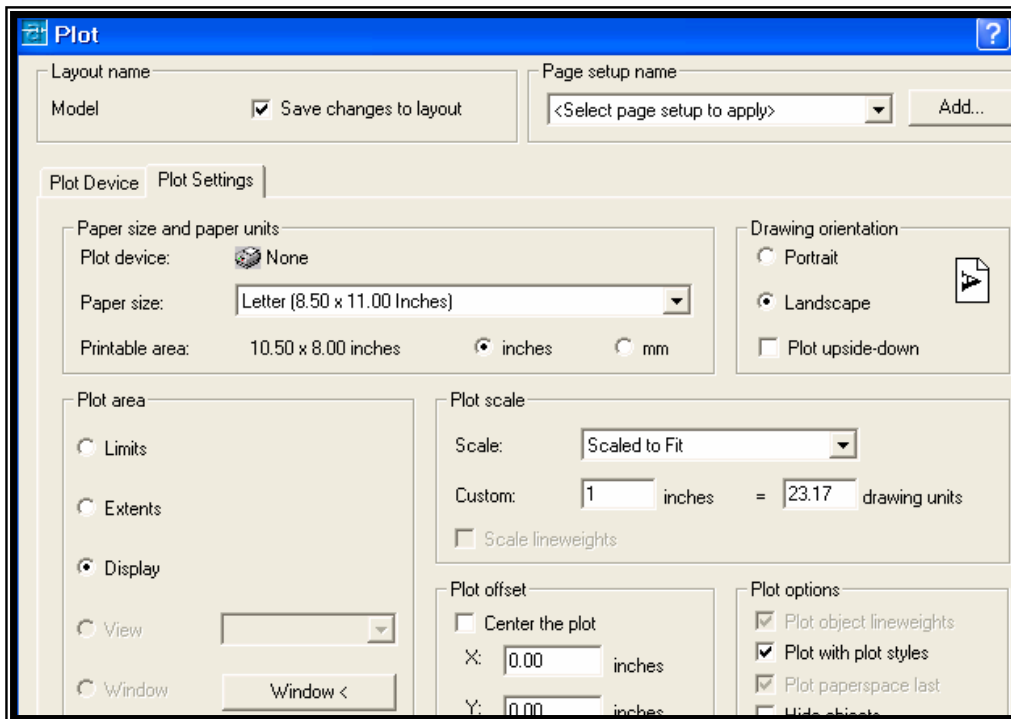 Plot
Layout name
Model
Save changes to layout
Page setup name
<Select page setup to apply>
Add...
Plot Device
Plot Settings
Paper size and paper units
Plot device: None
Paper size: Letter (8.50 x 11.00 Inches)
Printable area: 10.50 x 8.00 inches inches mm
Drawing orientation
Portrait
Landscape
Plot upside-down
A
Plot area
Limits
Extents
Display
View
Window
Window <
Plot scale
Scale: Scaled to Fit
Custom: 1 inches = 23.17 drawing units
Scale lineweights
Plot offset
Center the plot
X: 0.00 inches
Y: 0.00 inches
Plot options
Plot object lineweights
Plot with plot styles
Plot paperspace last
Hide objects